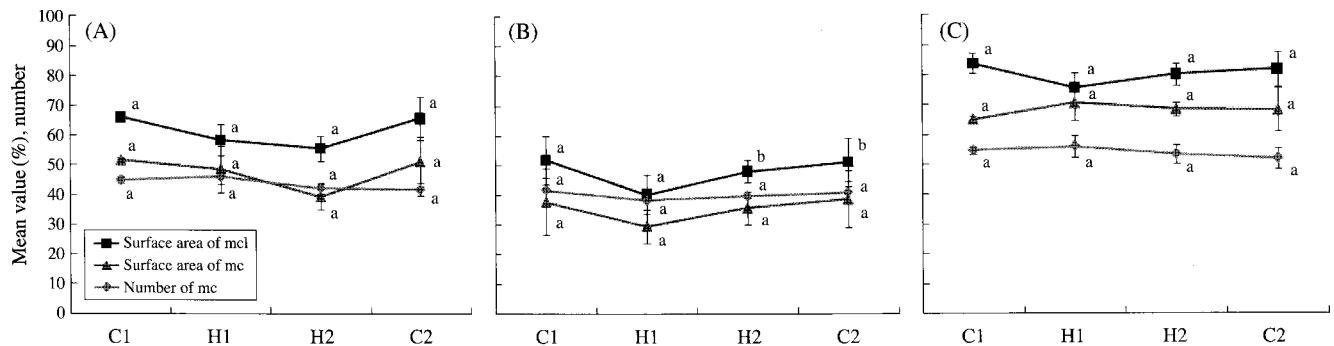 (A) (B) (C)
100
90
80
70
60
50
40
30
20
10
0
Mean value (%), number
a a a a
a a a a
a a a
a a b b
a a a a
a a a a
a a a a
a a
a a a a
Surface area of mcl
Surface area of mc
Number of mc
C1 H1 H2 C2 C1 H1 H2 C2 C1 H1 H2 C2